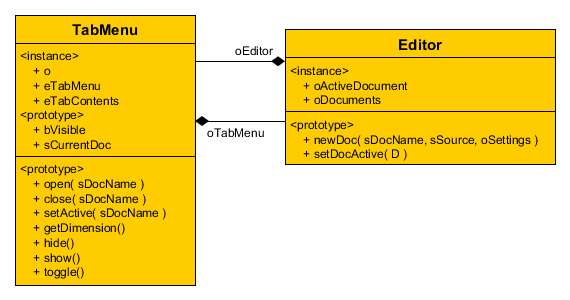 TabMenu
<instance>
+ o
+ eTabMenu
+ eTabContents
<prototype>
+ bVisible
+ sCurrentDoc
<prototype>
+ open( sDocName )
+ close( sDocName )
+ setActive( sDocName )
+ getDimension()
+ hide()
+ show()
+ toggle()
oEditor
oTabMenu
Editor
<instance>
+ oActiveDocument
+ oDocuments
<prototype>
+ newDoc( sDocName, sSource, oSettings )
+ setDocActive( D )